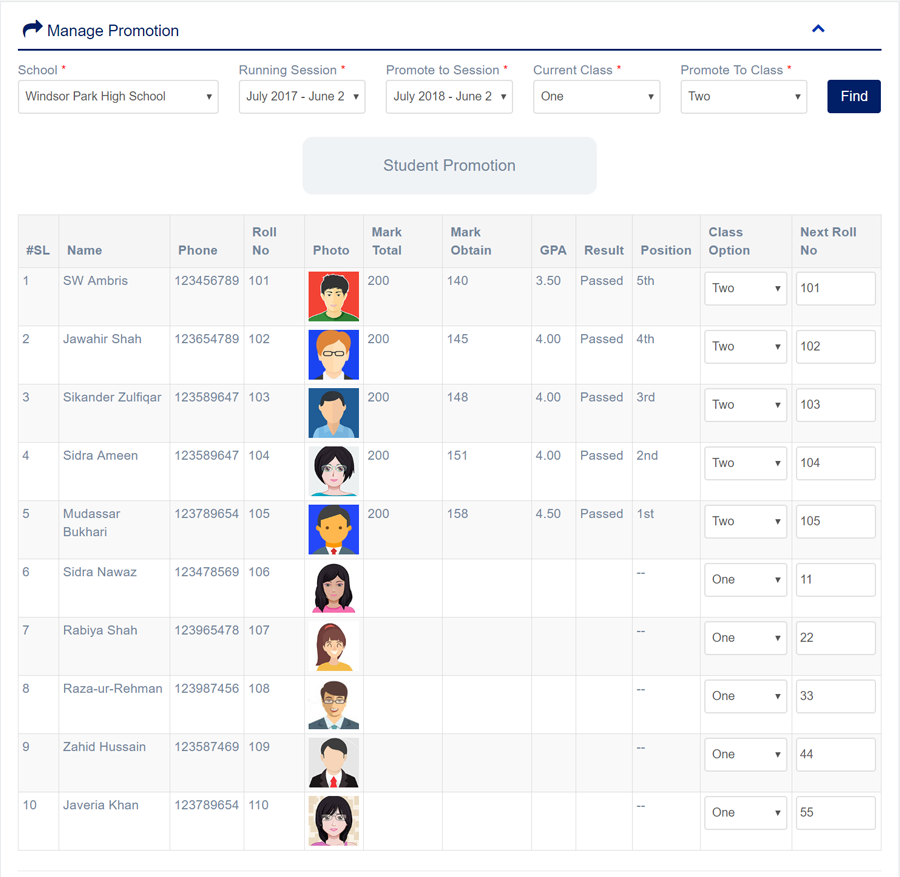 Manage Promotion
School * Running Session * Promote to Session * Current Class * Promote To Class *
Windsor Park High School July 2017 - June 2 July 2018 - June 2 One Two Find
Student Promotion
#SL Name Phone Roll No Photo Mark Total Mark Obtain GPA Result Position Class Option Next Roll No
1 SW Ambris 123456789 101 200 140 3.50 Passed 5th Two 101
2 Jawahir Shah 123654789 102 200 145 4.00 Passed 4th Two 102
3 Sikander Zulfiqar 123589647 103 200 148 4.00 Passed 3rd Two 103
4 Sidra Ameen 123589647 104 200 151 4.00 Passed 2nd Two 104
5 Mudassar Bukhari 123789654 105 200 158 4.50 Passed 1st Two 105
6 Sidra Nawaz 123478569 106 -- One 11
7 Rabiya Shah 123965478 107 -- One 22
8 Raza-ur-Rehman 123987456 108 -- One 33
9 Zahid Hussain 123587469 109 -- One 44
10 Javeria Khan 123789654 110 -- One 55